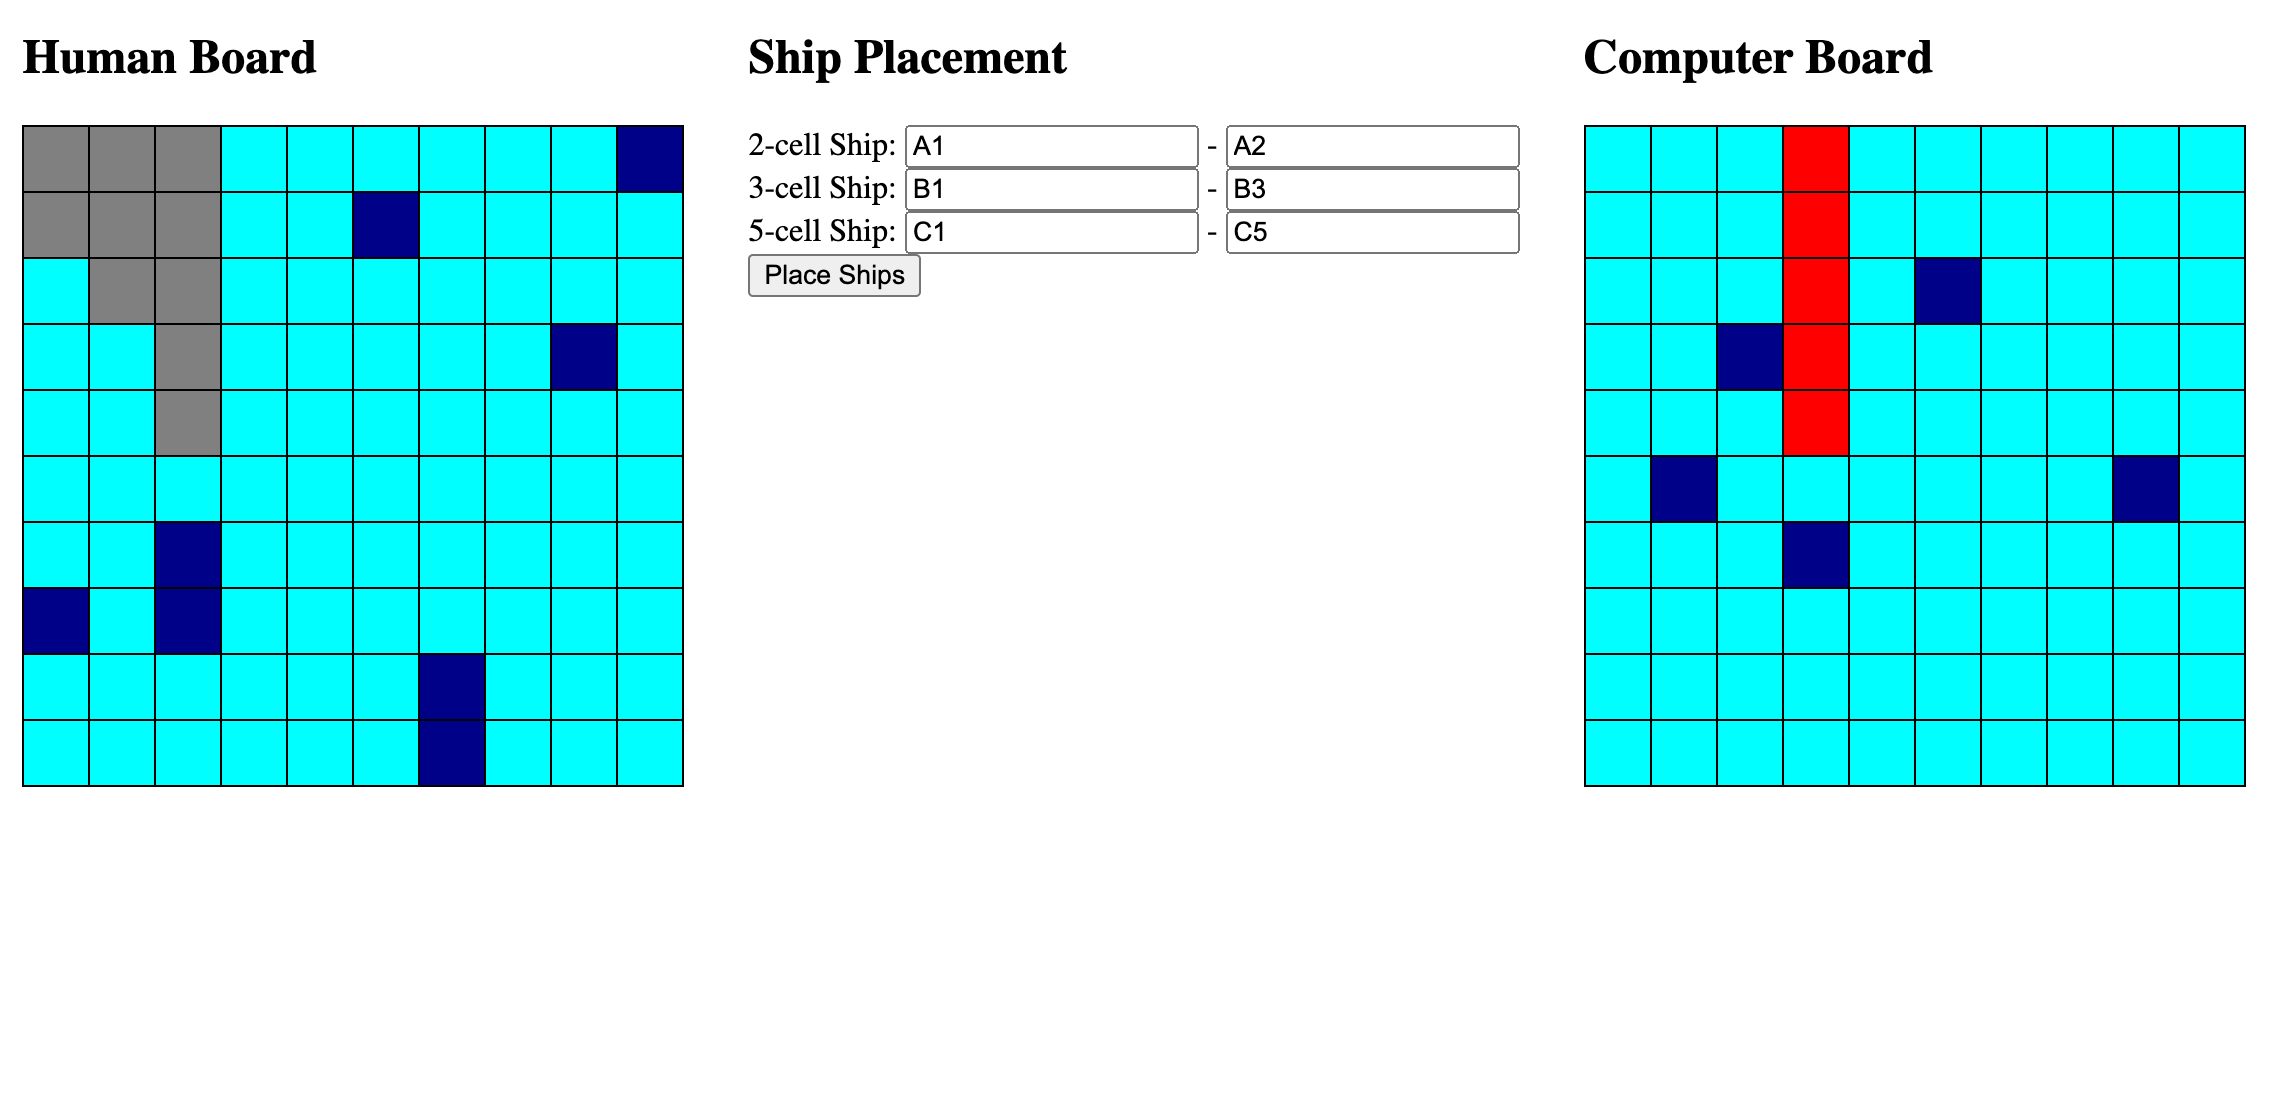 Human Board
Ship Placement
2-cell Ship: A1 - A2
3-cell Ship: B1 - B3
5-cell Ship: C1 - C5
Place Ships
Computer Board